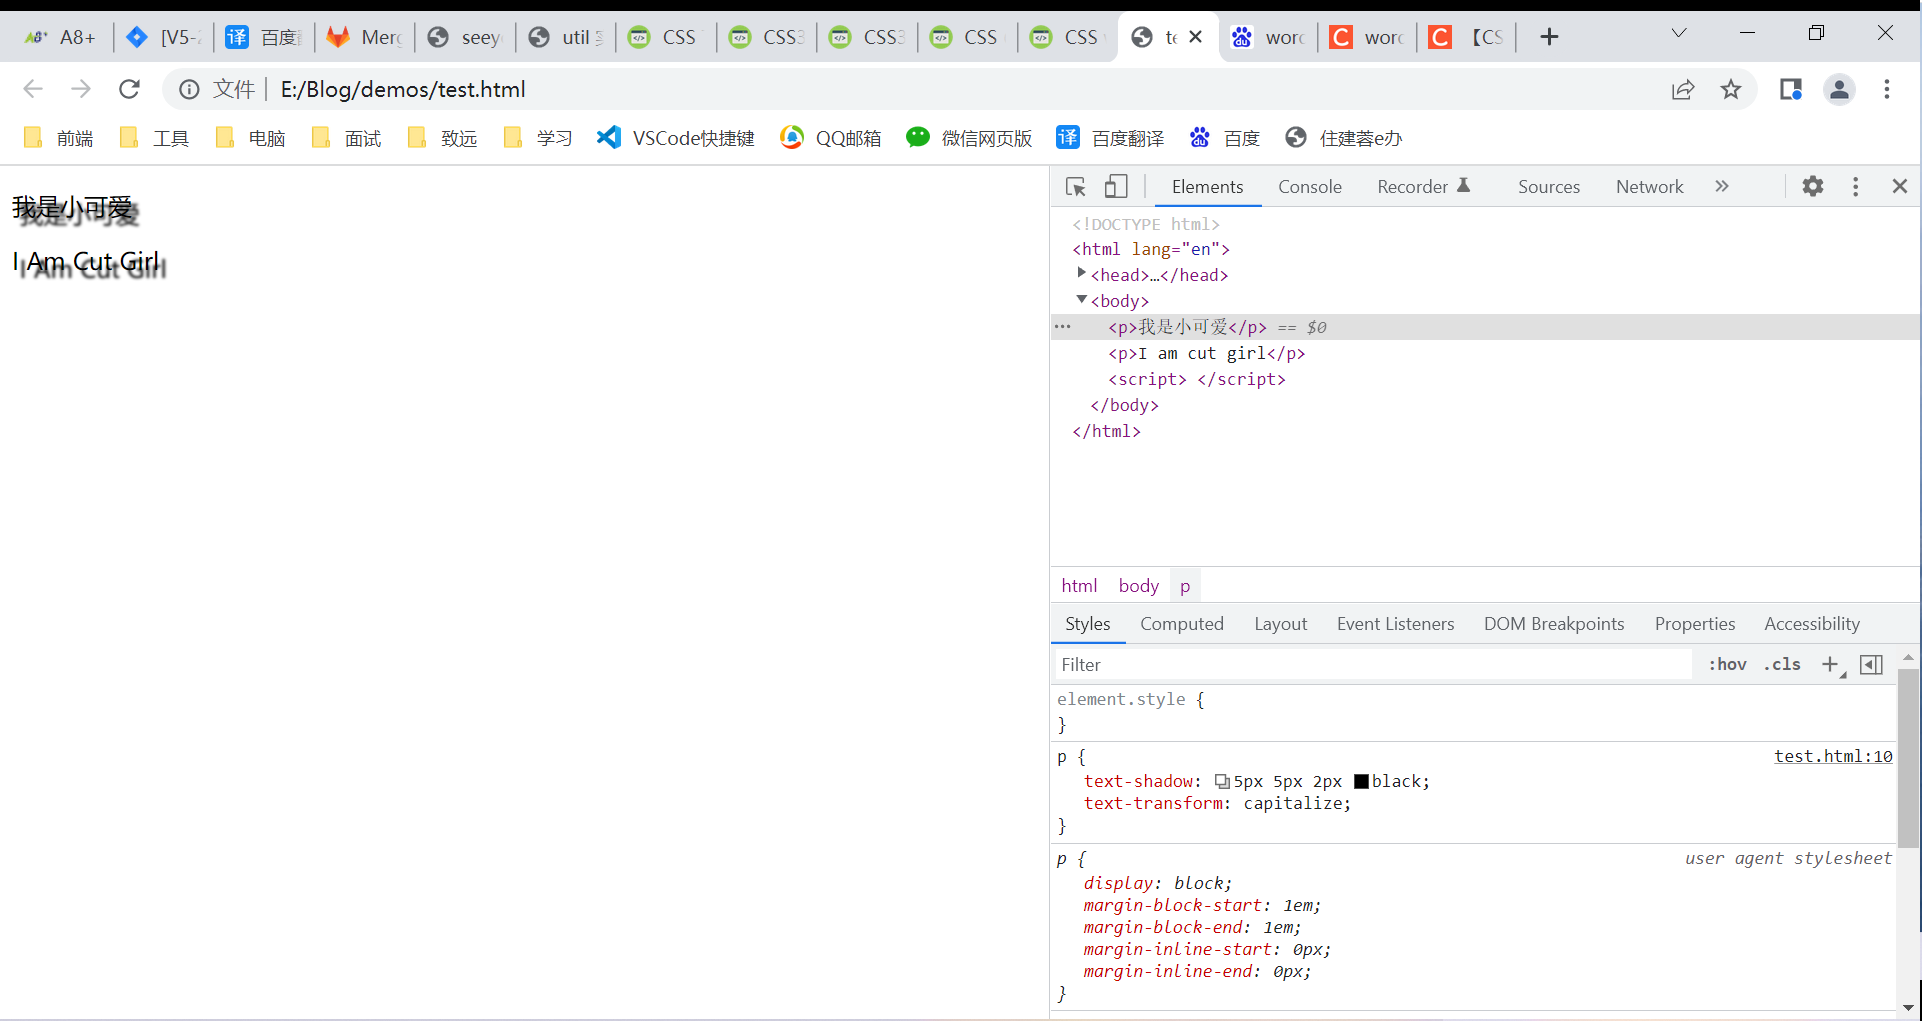 A8+ [V5-2 百度 Merg seey util CSS CSS3 CSS3 CSS CSS te worc worc 【CS
文件 E:/Blog/demos/test.html
前端 工具 电脑 面试 致远 学习 VSCode快捷键 QQ邮箱 微信网页版 译 百度翻译 百度 住建蓉e办
我是小可爱
I Am Cut Girl
Elements Console Recorder Sources Network »
<!DOCTYPE html>
<html lang="en">
<head>…</head>
<body>
<p>我是小可爱</p> == $0
<p>I am cut girl</p>
<script> </script>
</body>
</html>
html body p
Styles Computed Layout Event Listeners DOM Breakpoints Properties Accessibility
Filter :hov .cls +
element.style {
}
p { test.html:10
text-shadow: 5px 5px 2px black;
text-transform: capitalize;
}
p { user agent stylesheet
display: block;
margin-block-start: 1em;
margin-block-end: 1em;
margin-inline-start: 0px;
margin-inline-end: 0px;
}